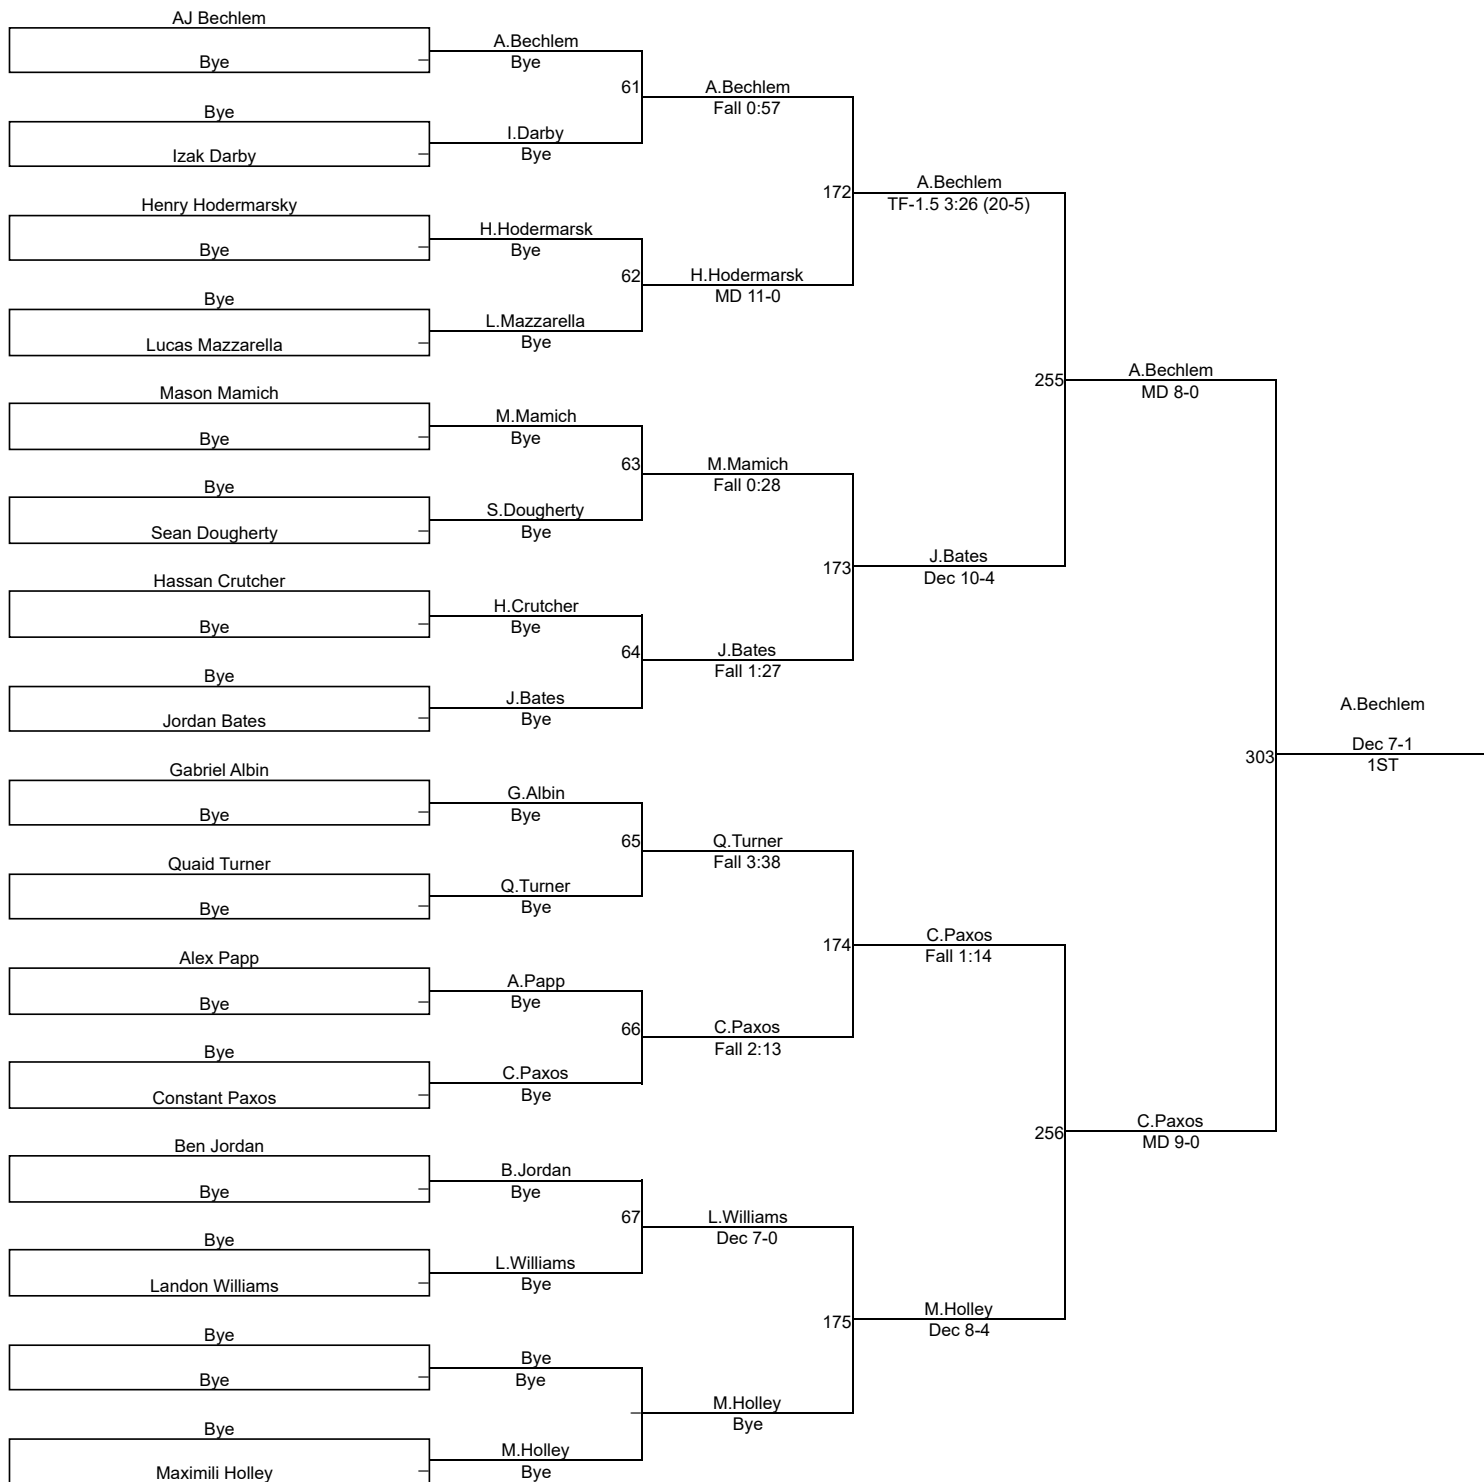 AJ Bechlem
Bye
Bye
Izak Darby
Henry Hodermarsky
Bye
Bye
Lucas Mazzarella
Mason Mamich
Bye
Bye
Sean Dougherty
Hassan Crutcher
Bye
Bye
Jordan Bates
Gabriel Albin
Bye
Quaid Turner
Bye
Alex Papp
Bye
Bye
Constant Paxos
Ben Jordan
Bye
Bye
Landon Williams
Bye
Bye
Bye
Maximili Holley
A.Bechlem
Bye
61
I.Darby
Bye
H.Hodermarsk
Bye
62
L.Mazzarella
Bye
M.Mamich
Bye
63
S.Dougherty
Bye
H.Crutcher
Bye
64
J.Bates
Bye
G.Albin
Bye
65
Q.Turner
Bye
A.Papp
Bye
66
C.Paxos
Bye
B.Jordan
Bye
67
L.Williams
Bye
Bye
Bye
M.Holley
Bye
A.Bechlem
Fall 0:57
172
H.Hodermarsk
MD 11-0
M.Mamich
Fall 0:28
173
J.Bates
Fall 1:27
Q.Turner
Fall 3:38
174
C.Paxos
Fall 2:13
L.Williams
Dec 7-0
175
M.Holley
Bye
A.Bechlem
TF-1.5 3:26 (20-5)
255
J.Bates
Dec 10-4
C.Paxos
Fall 1:14
256
M.Holley
Dec 8-4
A.Bechlem
MD 8-0
303
C.Paxos
MD 9-0
A.Bechlem
Dec 7-1
1ST